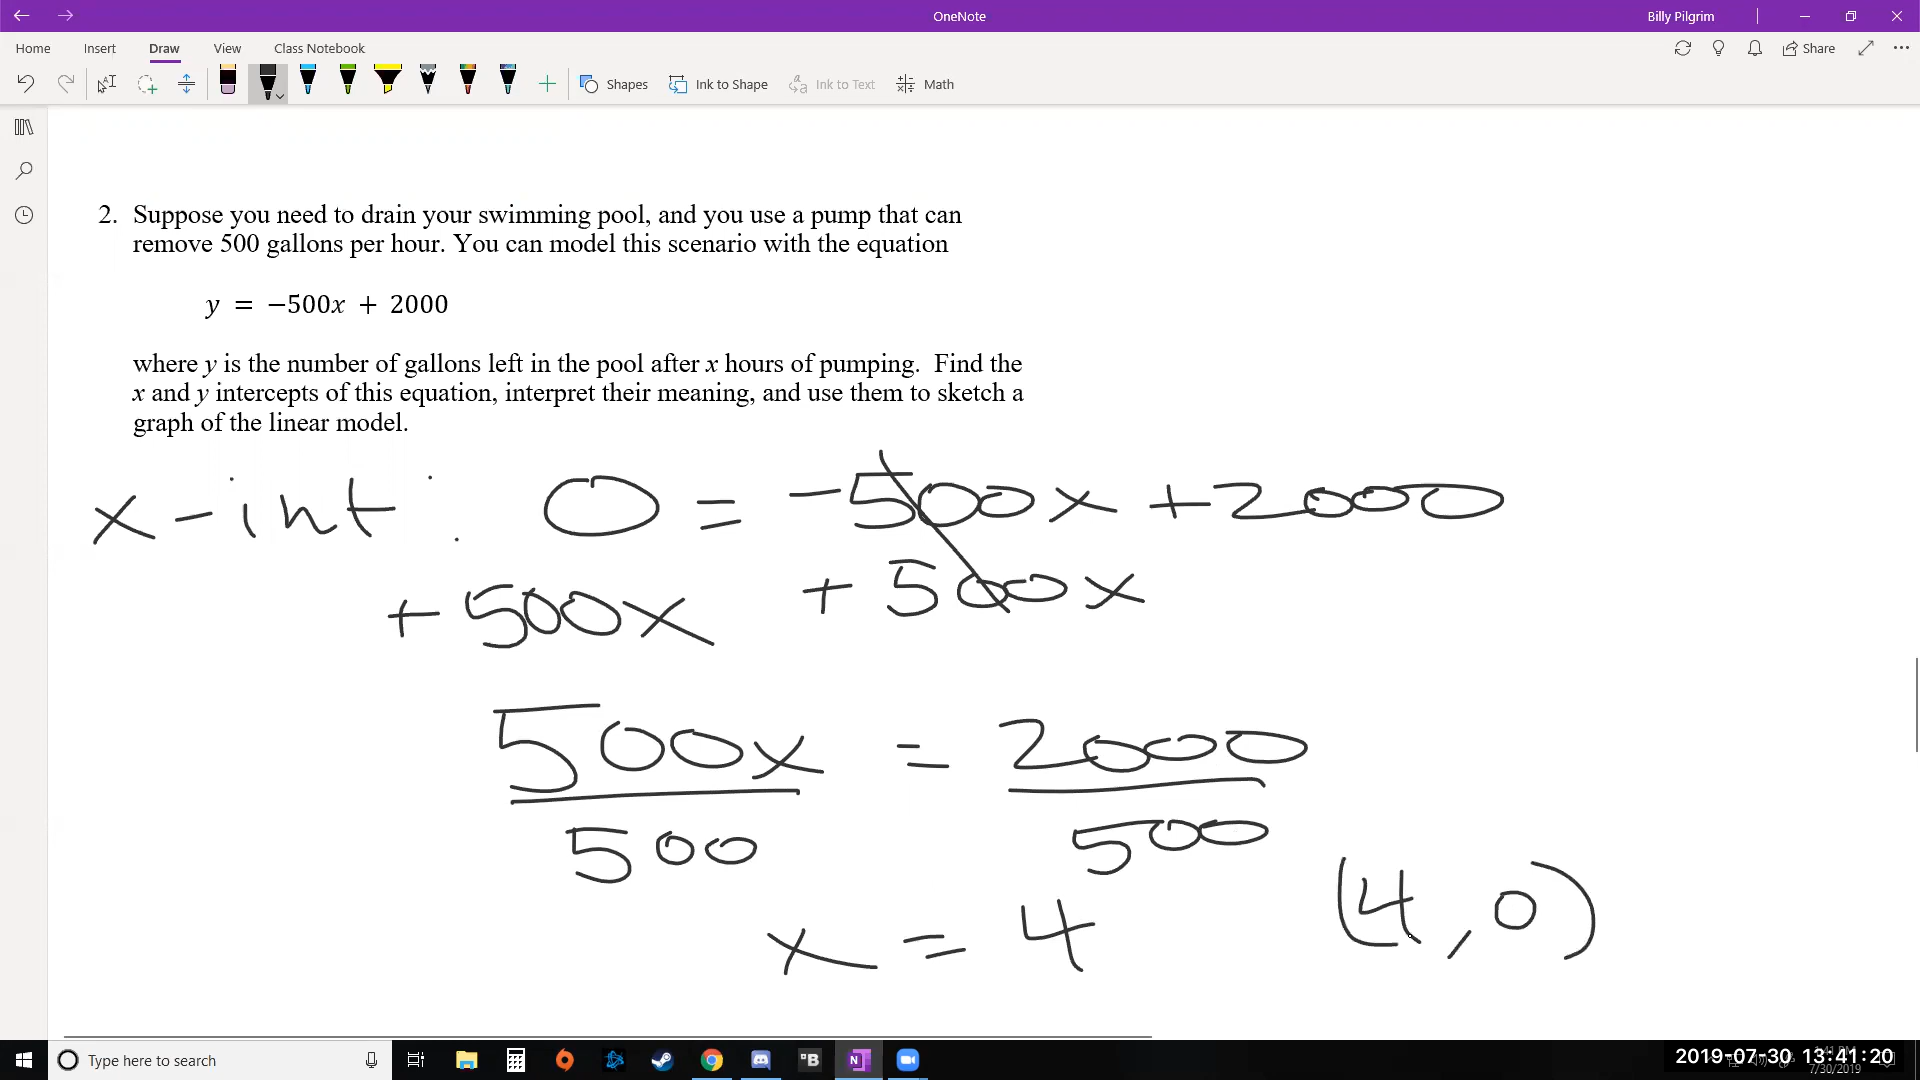 OneNote
Billy Pilgrim
Home Insert Draw View Class Notebook
Share
Shapes Ink to Shape Ink to Text Math
2. Suppose you need to drain your swimming pool, and you use a pump that can
remove 500 gallons per hour. You can model this scenario with the equation
y = −500x + 2000
where y is the number of gallons left in the pool after x hours of pumping. Find the
x and y intercepts of this equation, interpret their meaning, and use them to sketch a
graph of the linear model.
x-int: 0 = -500x +2000
+500x +500x
500x = 2000
500 500
x = 4 (4,0)
Type here to search
2019-07-30 13:41:20
7/30/2019